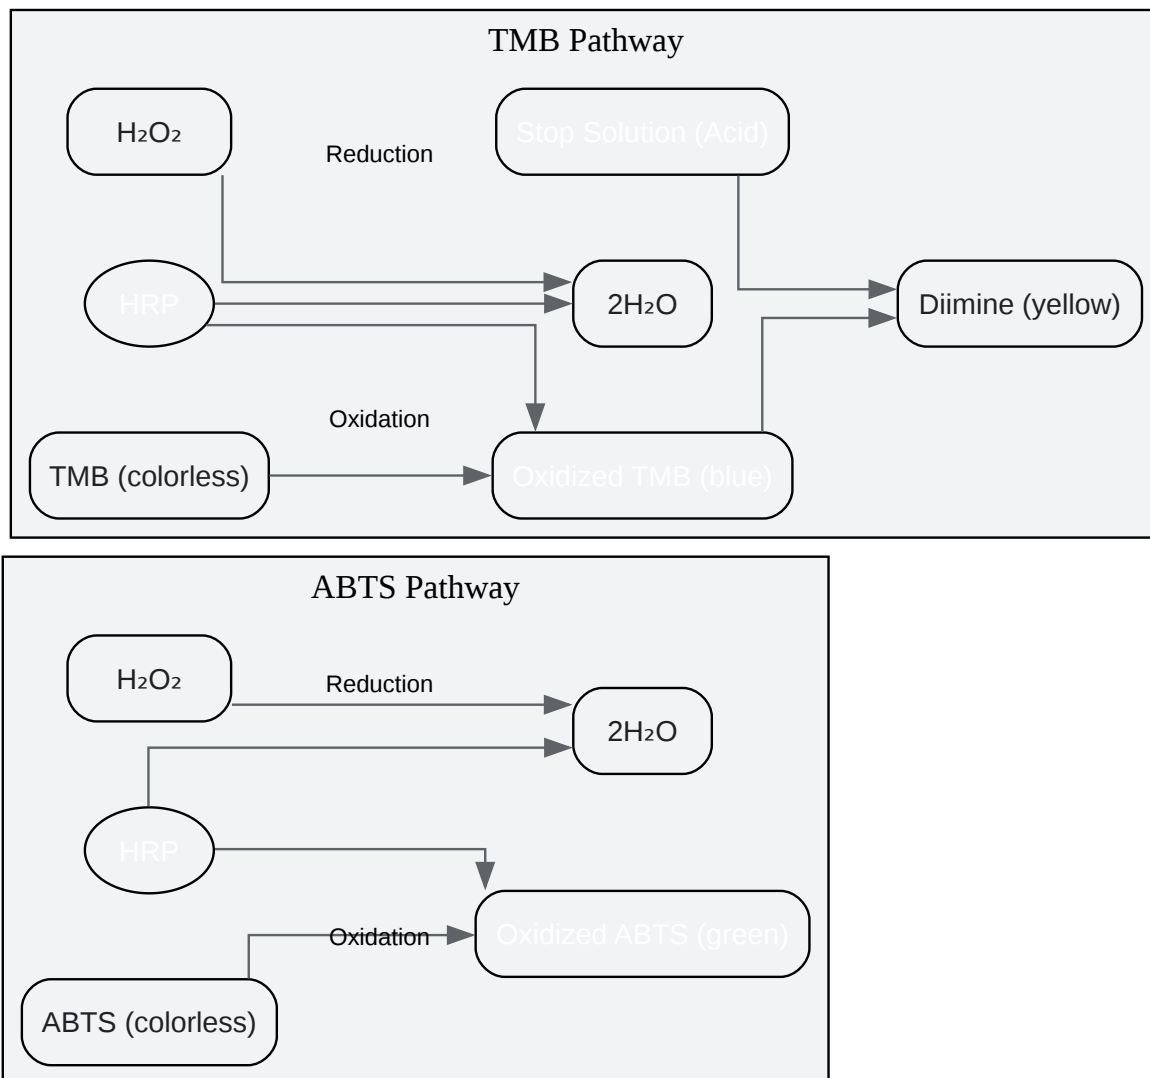 TMB Pathway
H₂O₂
Reduction
Stop Solution (Acid)
HRP
2H₂O
Diimine (yellow)
Oxidation
TMB (colorless)
Oxidized TMB (blue)
ABTS Pathway
H₂O₂
Reduction
2H₂O
HRP
Oxidation
Oxidized ABTS (green)
ABTS (colorless)